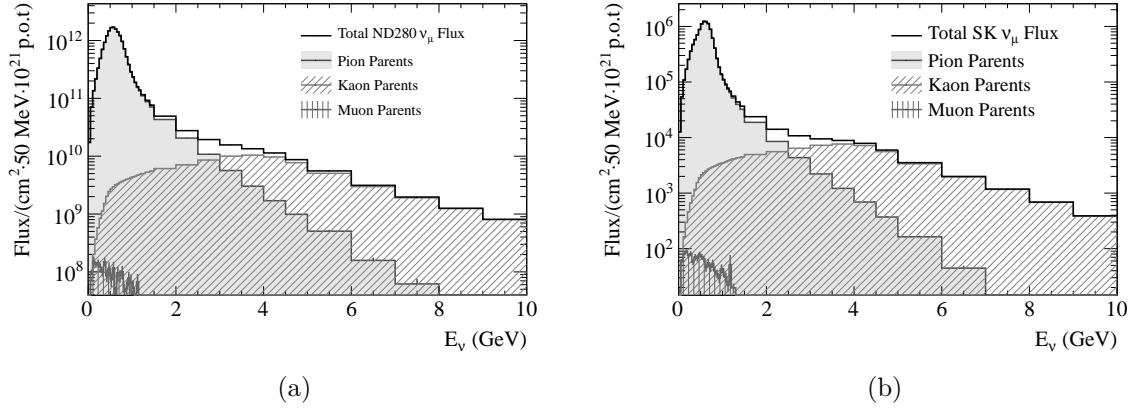 Flux/(cm²·50 MeV·10²¹ p.o.t)
10¹²
10¹¹
10¹⁰
10⁹
10⁸
Total ND280 νμ Flux
Pion Parents
Kaon Parents
Muon Parents
0 2 4 6 8 10
Eν (GeV)
(a)
Flux/(cm²·50 MeV·10²¹ p.o.t)
10⁶
10⁵
10⁴
10³
10²
Total SK νμ Flux
Pion Parents
Kaon Parents
Muon Parents
0 2 4 6 8 10
Eν (GeV)
(b)